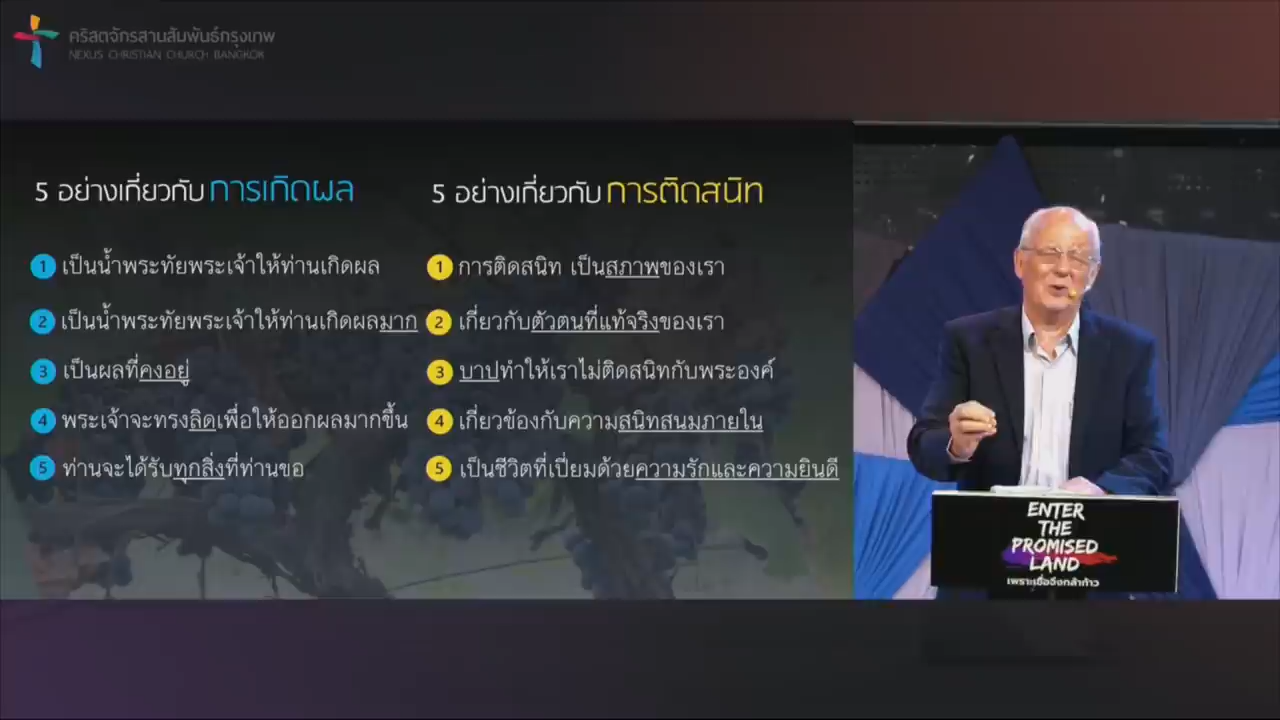 คริสตจักรสานสัมพันธ์กรุงเทพ
NEXUS CHRISTIAN CHURCH BANGKOK
5 อย่างเกี่ยวกับ การเกิดผล
1 เป็นน้ำพระทัยพระเจ้าให้ท่านเกิดผล
2 เป็นน้ำพระทัยพระเจ้าให้ท่านเกิดผลมาก
3 เป็นผลที่คงอยู่
4 พระเจ้าจะทรงลิดเพื่อให้ออกผลมากขึ้น
5 ท่านจะได้รับทุกสิ่งที่ท่านขอ
5 อย่างเกี่ยวกับ การติดสนิท
1 การติดสนิท เป็นสภาพของเรา
2 เกี่ยวกับตัวตนที่แท้จริงของเรา
3 บาปทำให้เราไม่ติดสนิทกับพระองค์
4 เกี่ยวข้องกับความสนิทสนมภายใน
5 เป็นชีวิตที่เปี่ยมด้วยความรักและความยินดี
ENTER
THE
PROMISED
LAND
เพราะเชื่อจึงกล้าก้าว